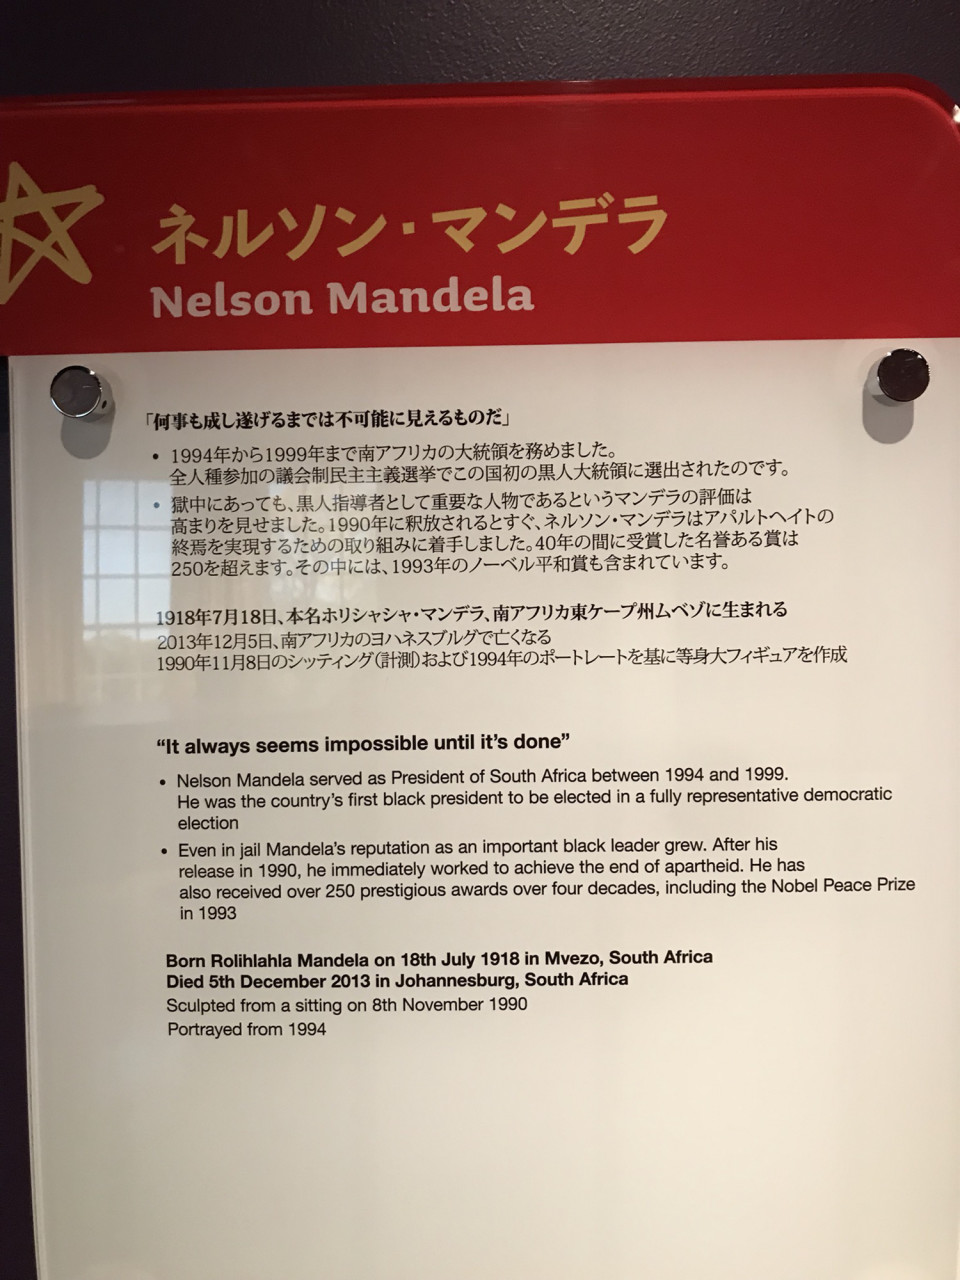 ネルソン・マンデラ
Nelson Mandela
「何事も成し遂げるまでは不可能に見えるものだ」
• 1994年から1999年まで南アフリカの大統領を務めました。
全人種参加の議会制民主主義選挙でこの国初の黒人大統領に選出されたのです。
• 獄中にあっても、黒人指導者として重要な人物であるというマンデラの評価は
高まりを見せました。1990年に釈放されるとすぐ、ネルソン・マンデラはアパルトヘイトの
終焉を実現するための取り組みに着手しました。40年の間に受賞した名誉ある賞は
250を超えます。その中には、1993年のノーベル平和賞も含まれています。
1918年7月18日、本名ホリシャシャ・マンデラ、南アフリカ東ケープ州ムベゾに生まれる
2013年12月5日、南アフリカのヨハネスブルグで亡くなる
1990年11月8日のシッティング(計測)および1994年のポートレートを基に等身大フィギュアを作成
“It always seems impossible until it’s done”
• Nelson Mandela served as President of South Africa between 1994 and 1999.
He was the country’s first black president to be elected in a fully representative democratic
election
• Even in jail Mandela’s reputation as an important black leader grew. After his
release in 1990, he immediately worked to achieve the end of apartheid. He has
also received over 250 prestigious awards over four decades, including the Nobel Peace Prize
in 1993
Born Rolihlahla Mandela on 18th July 1918 in Mvezo, South Africa
Died 5th December 2013 in Johannesburg, South Africa
Sculpted from a sitting on 8th November 1990
Portrayed from 1994